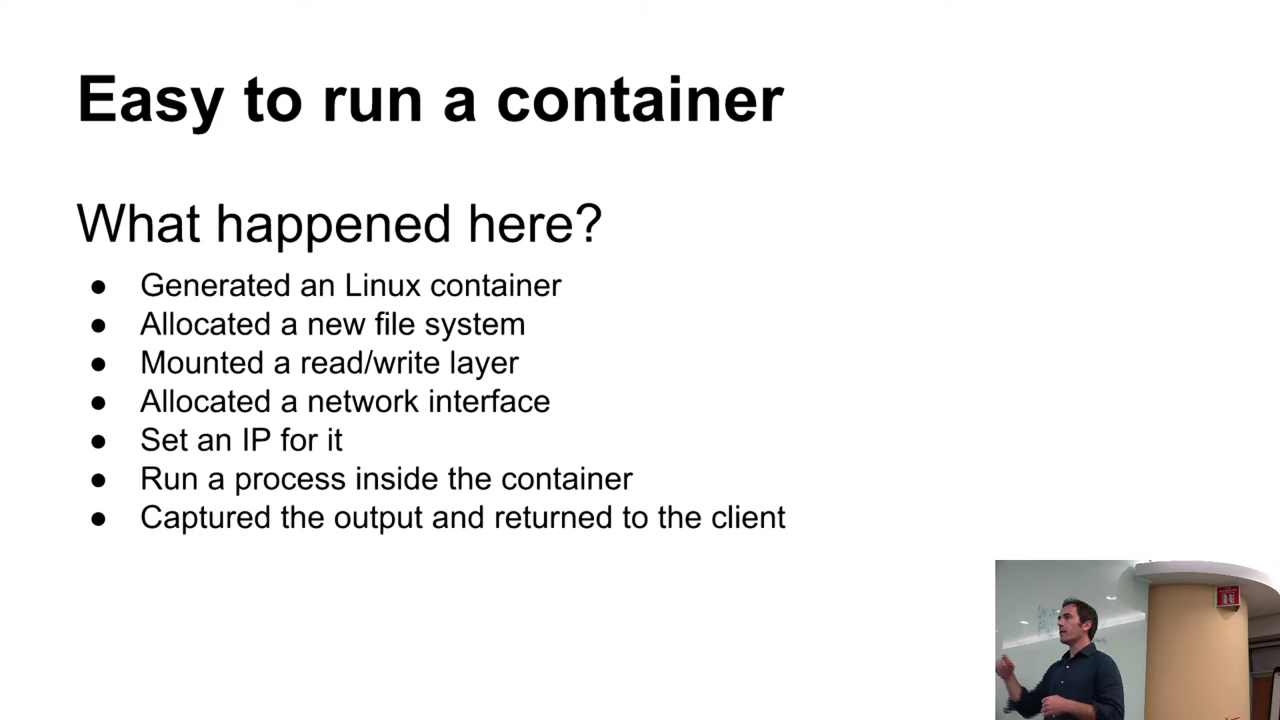 Easy to run a container
What happened here?
● Generated an Linux container
● Allocated a new file system
● Mounted a read/write layer
● Allocated a network interface
● Set an IP for it
● Run a process inside the container
● Captured the output and returned to the client